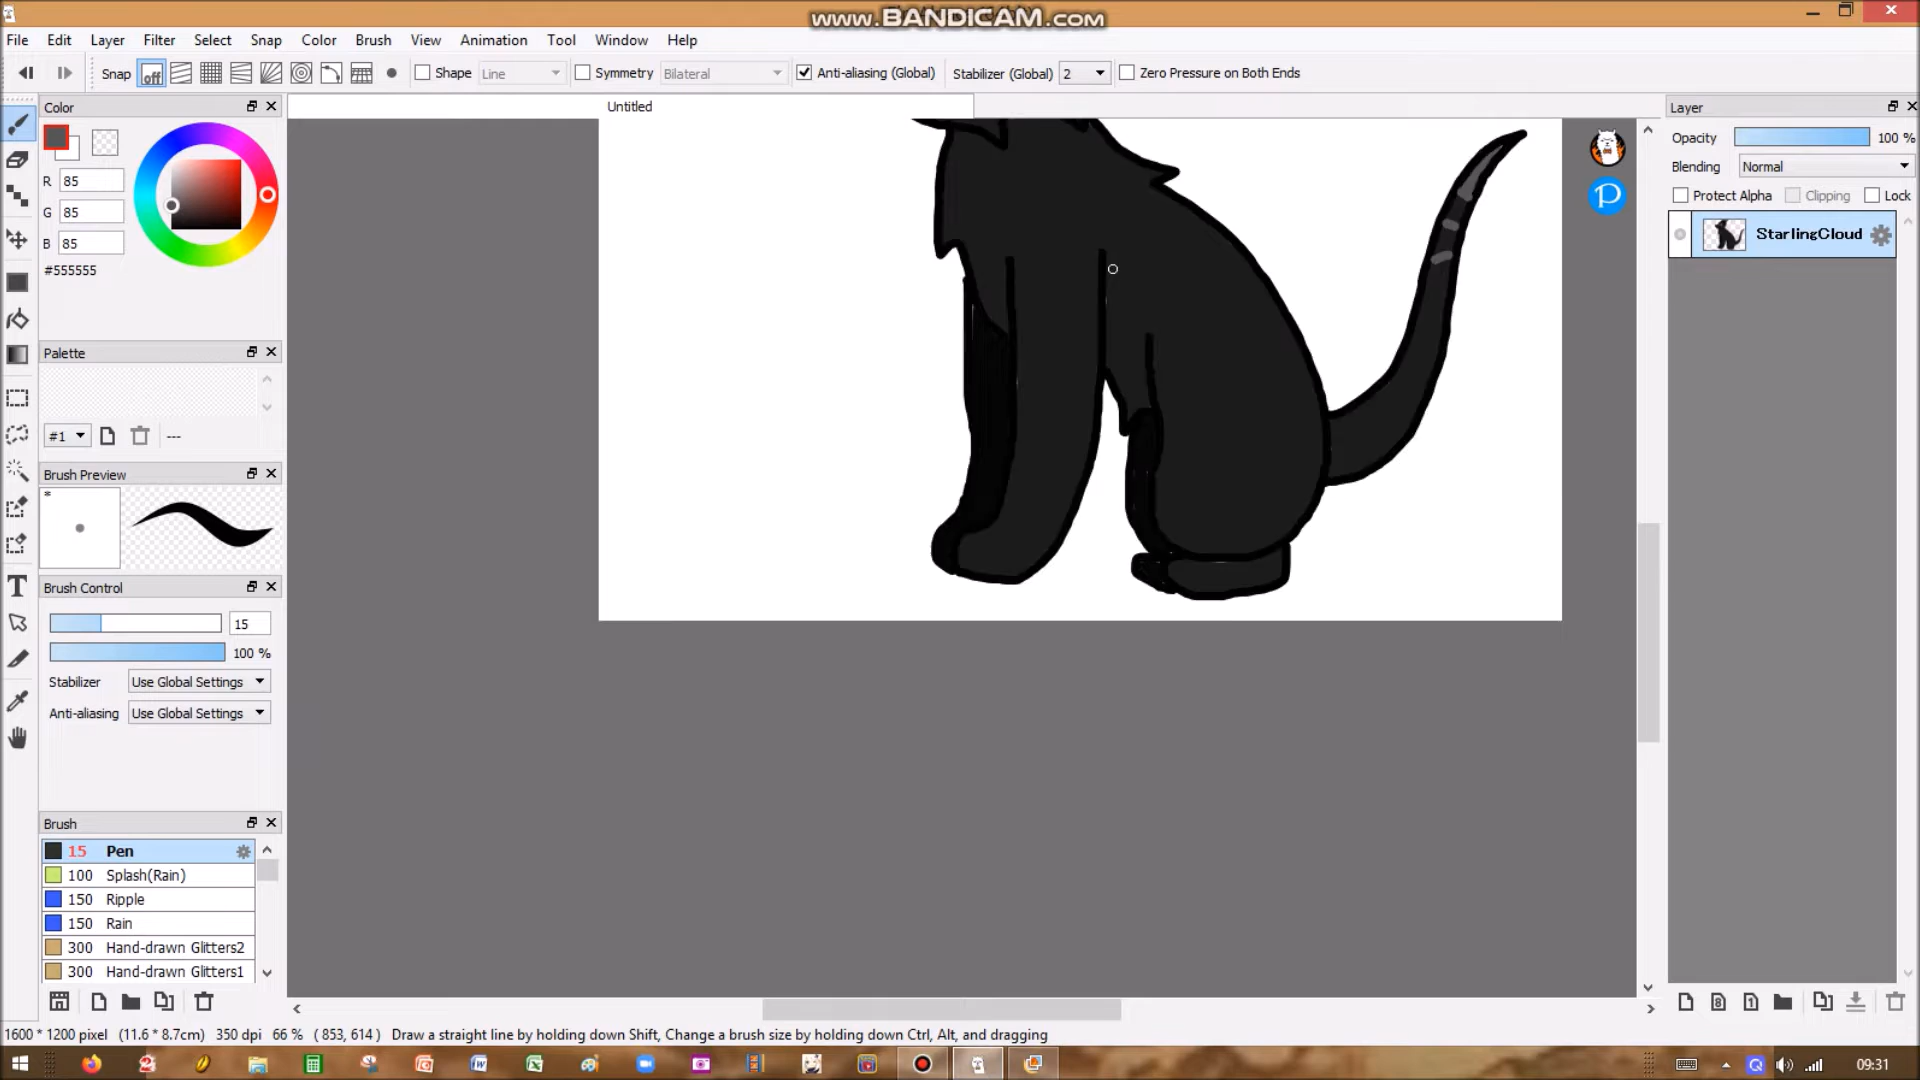 www.BANDICAM.com
File Edit Layer Filter Select Snap Color Brush View Animation Tool Window Help
Snap off Shape Line Symmetry Bilateral Anti-aliasing (Global) Stabilizer (Global) 2 Zero Pressure on Both Ends
Color
Untitled
Layer
R 85
G 85
B 85
#555555
Opacity 100 %
Blending Normal
Protect Alpha Clipping Lock
StarlingCloud
Palette
#1 ---
Brush Preview
*
Brush Control
15
100 %
Stabilizer Use Global Settings
Anti-aliasing Use Global Settings
Brush
15 Pen
100 Splash(Rain)
150 Ripple
150 Rain
300 Hand-drawn Glitters2
300 Hand-drawn Glitters1
1600 * 1200 pixel (11.6 * 8.7cm) 350 dpi 66 % ( 853, 614 ) Draw a straight line by holding down Shift, Change a brush size by holding down Ctrl, Alt, and dragging
09:31